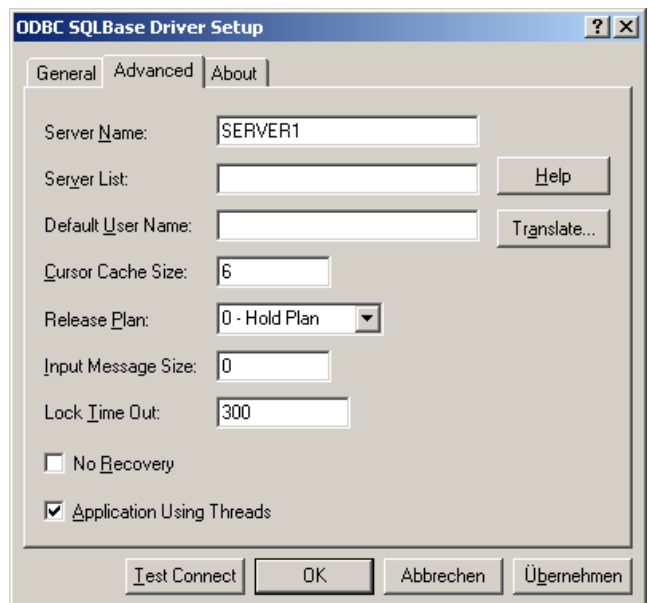 ODBC SQLBase Driver Setup ?
General Advanced About
Server Name: SERVER1
Server List: Help
Default User Name: Translate...
Cursor Cache Size: 6
Release Plan: 0 - Hold Plan
Input Message Size: 0
Lock Time Out: 300
No Recovery
Application Using Threads
Test Connect OK Abbrechen Übernehmen